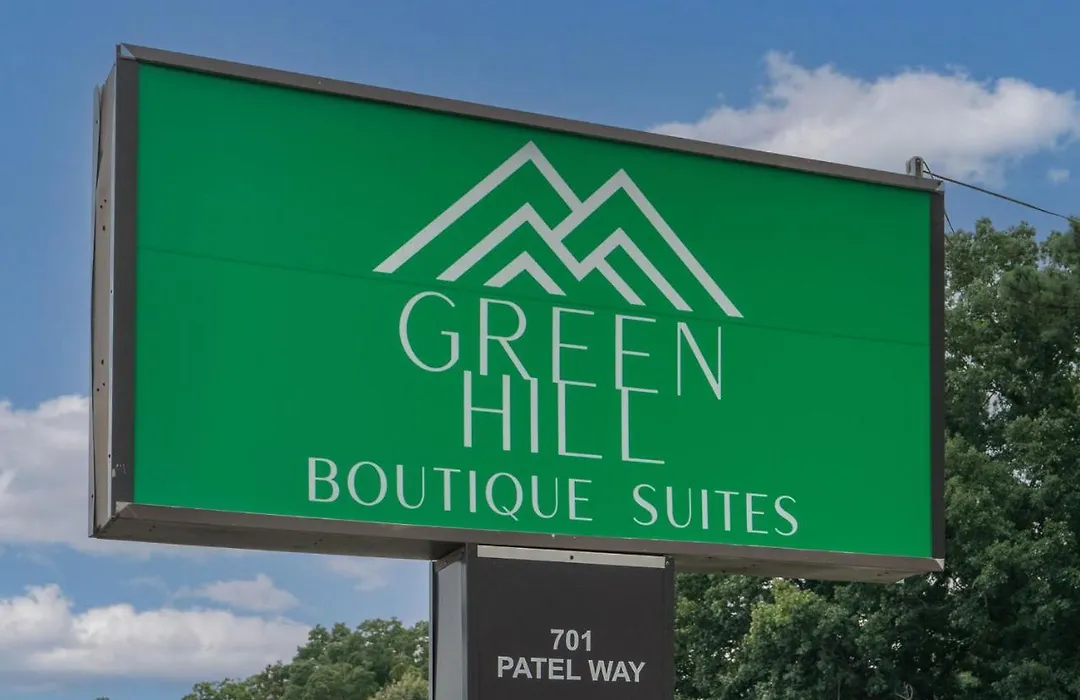 GREEN
HILL
BOUTIQUE SUITES
701
PATEL WAY